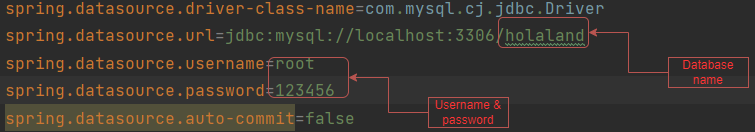 spring.datasource.driver-class-name=com.mysql.cj.jdbc.Driver
spring.datasource.url=jdbc:mysql://localhost:3306/holaland
spring.datasource.username=root
spring.datasource.password=123456
spring.datasource.auto-commit=false
Database
name
Username &
password